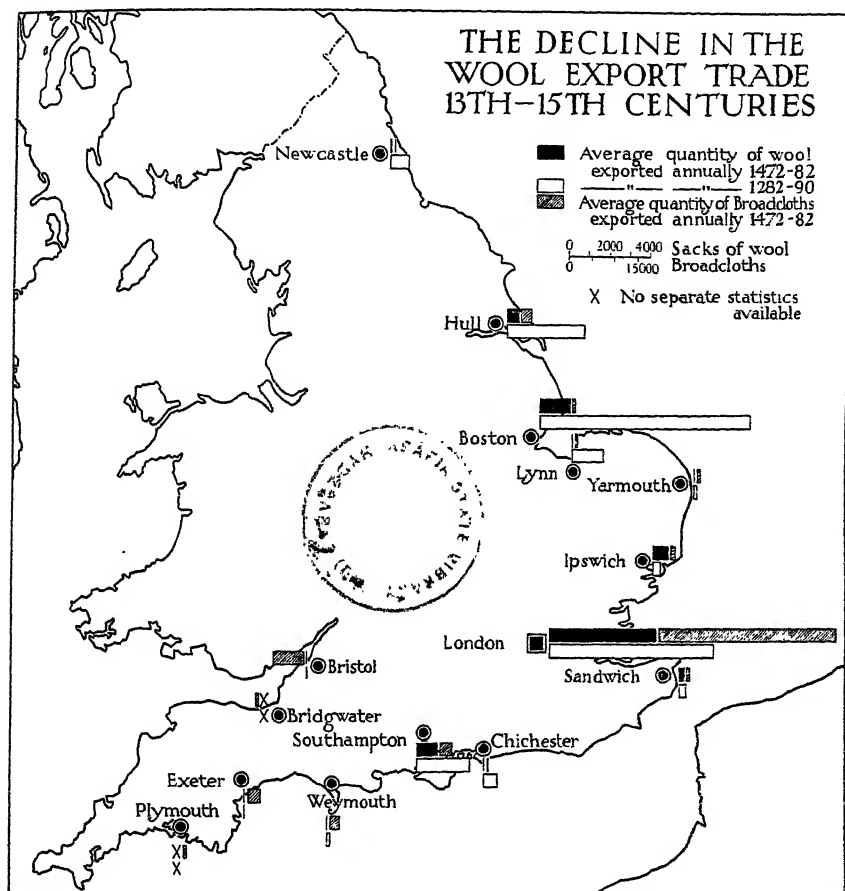 THE DECLINE IN THE
WOOL EXPORT TRADE
13TH–15TH CENTURIES
Average quantity of wool
exported annually 1472-82
—„— —„— 1282-90
Average quantity of Broadcloths
exported annually 1472-82
0 2000 4000 Sacks of wool
0 15000 Broadcloths
X No separate statistics
available
Newcastle
Hull
Boston
Lynn
Yarmouth
Ipswich
London
Sandwich
Bristol
X
X Bridgwater
Southampton
Chichester
Exeter
Weymouth
Plymouth
X
X
STATE